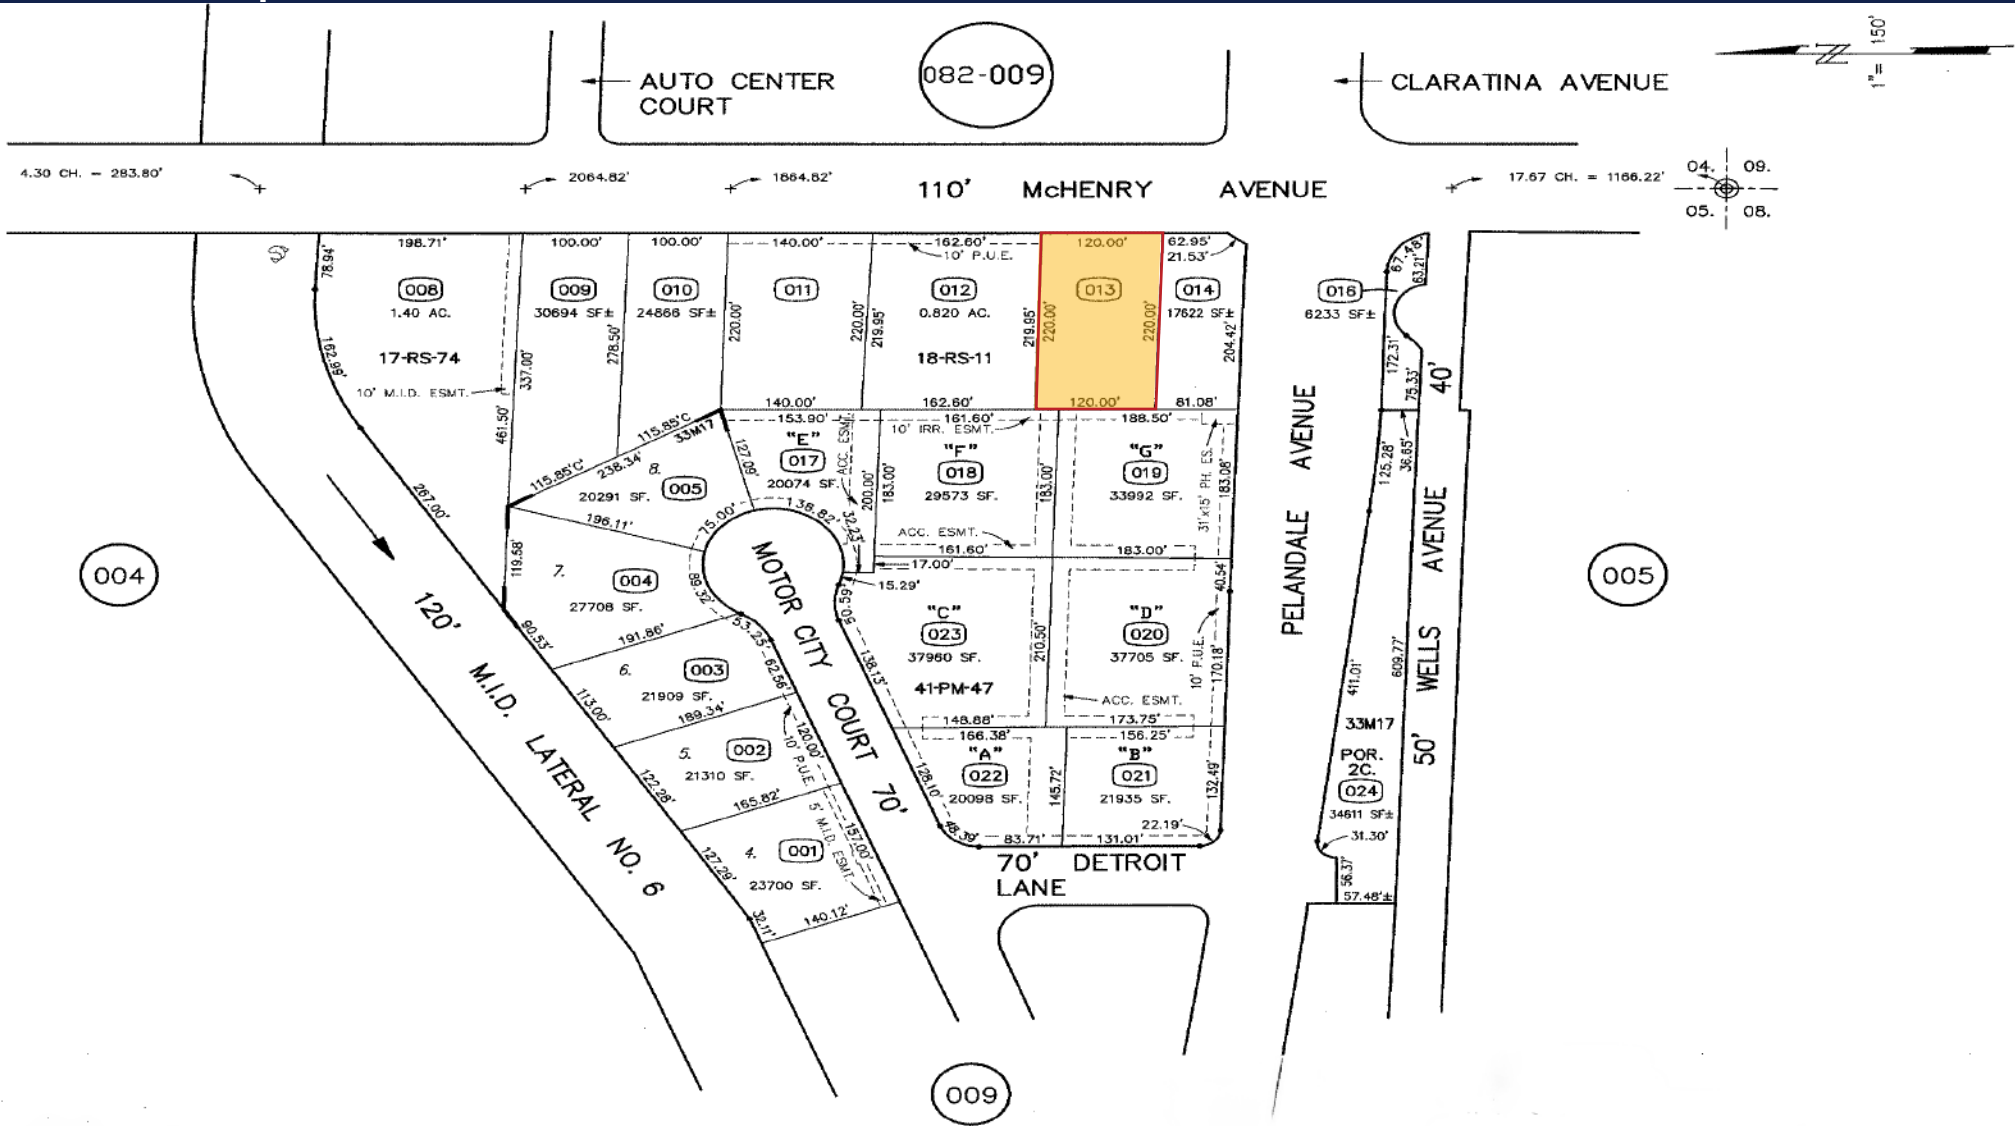 150'
1"=
N
082-009
AUTO CENTER
COURT
CLARATINA AVENUE
4.30 CH. - 283.80'
2064.82'
1664.82'
110' McHENRY AVENUE
17.67 CH. = 1166.22'
04. 09.
05. 08.
198.71'
100.00'
100.00'
140.00'
162.60'
120.00'
62.95'
21.53'
10' P.U.E.
78.94'
162.99'
008
1.40 AC.
17-RS-74
10' M.I.D. ESMT.
461.50'
337.00'
009
30694 SF±
278.50'
010
24866 SF±
220.00'
011
220.00'
219.95'
012
0.820 AC.
18-RS-11
219.95'
220.00'
013
220.00'
014
17622 SF±
204.42'
140.00'
162.60'
120.00'
81.08'
016
6233 SF±
67.48'
63.21'
172.31'
75.33'
40'
125.28'
36.65'
267.00'
115.85'C'
115.85'C
33M17
238.34'
8.
005
20291 SF.
196.11'
127.09'
153.90'
"E"
017
20074 SF.
ACC. ESMT.
138.82'
75.00'
32.23'
200.00'
183.00'
161.60'
10' IRR. ESMT.
"F"
018
29573 SF.
ACC. ESMT.
161.60'
183.00'
188.50'
"G"
019
33992 SF.
31'x15' P.H. ES.
183.08'
183.00'
17.00'
15.29'
119.58'
7.
004
27708 SF.
89.32'
53.25'
90.53'
191.86'
6.
003
21909 SF.
62.56'
113.00'
189.34'
5.
002
21310 SF.
120.00'
10' P.U.E.
122.28'
165.82'
4.
001
23700 SF.
5' M.I.D. ESMT.
157.00'
127.29'
32.11'
140.12'
MOTOR CITY COURT 70'
60.59'
138.13'
"C"
023
37960 SF.
41-PM-47
210.50'
148.88'
"D"
020
37705 SF.
40.54'
10' P.U.E.
170.18'
ACC. ESMT.
173.75'
128.10'
166.38'
"A"
022
20098 SF.
145.72'
156.25'
"B"
021
21935 SF.
132.49'
22.19'
48.39'
83.71'
131.01'
70' DETROIT
LANE
120' M.I.D. LATERAL NO. 6
PELANDALE AVENUE
50' WELLS AVENUE
411.01'
609.77'
33M17
POR.
2C.
024
34611 SF±
31.30'
56.37'
57.48'±
004
005
009